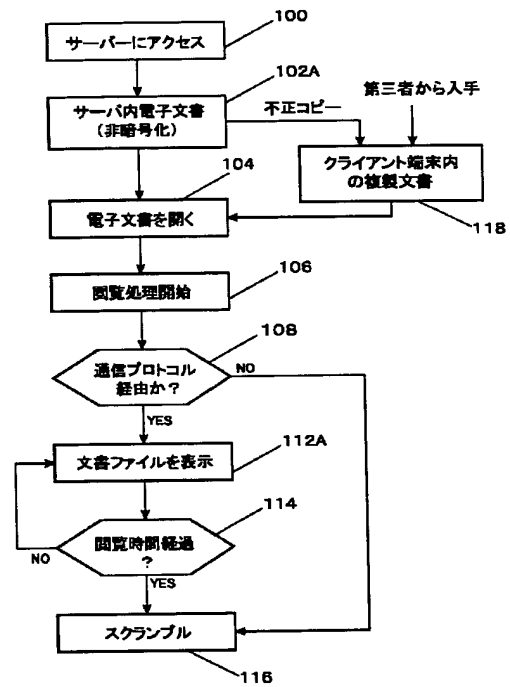 100
サーバーにアクセス
102A
サーバ内電子文書
(非暗号化)
不正コピー
第三者から入手
クライアント端末内
の複製文書
118
104
電子文書を開く
106
閲覧処理開始
108
通信プロトコル
経由か?
NO
YES
文書ファイルを表示
112A
114
閲覧時間経過
?
NO
YES
スクランブル
116